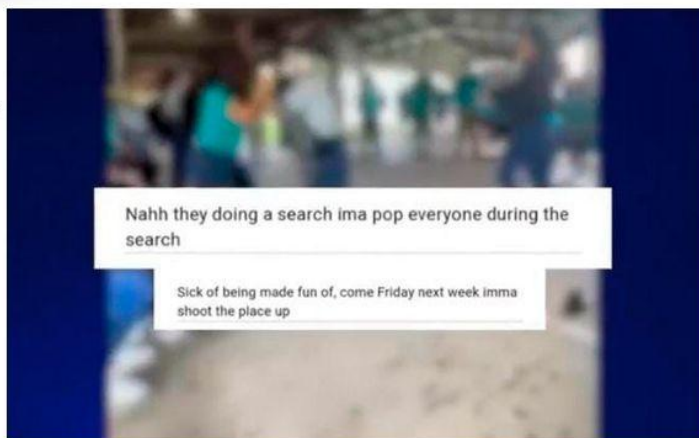 Nahh they doing a search ima pop everyone during the
search
Sick of being made fun of, come Friday next week imma
shoot the place up